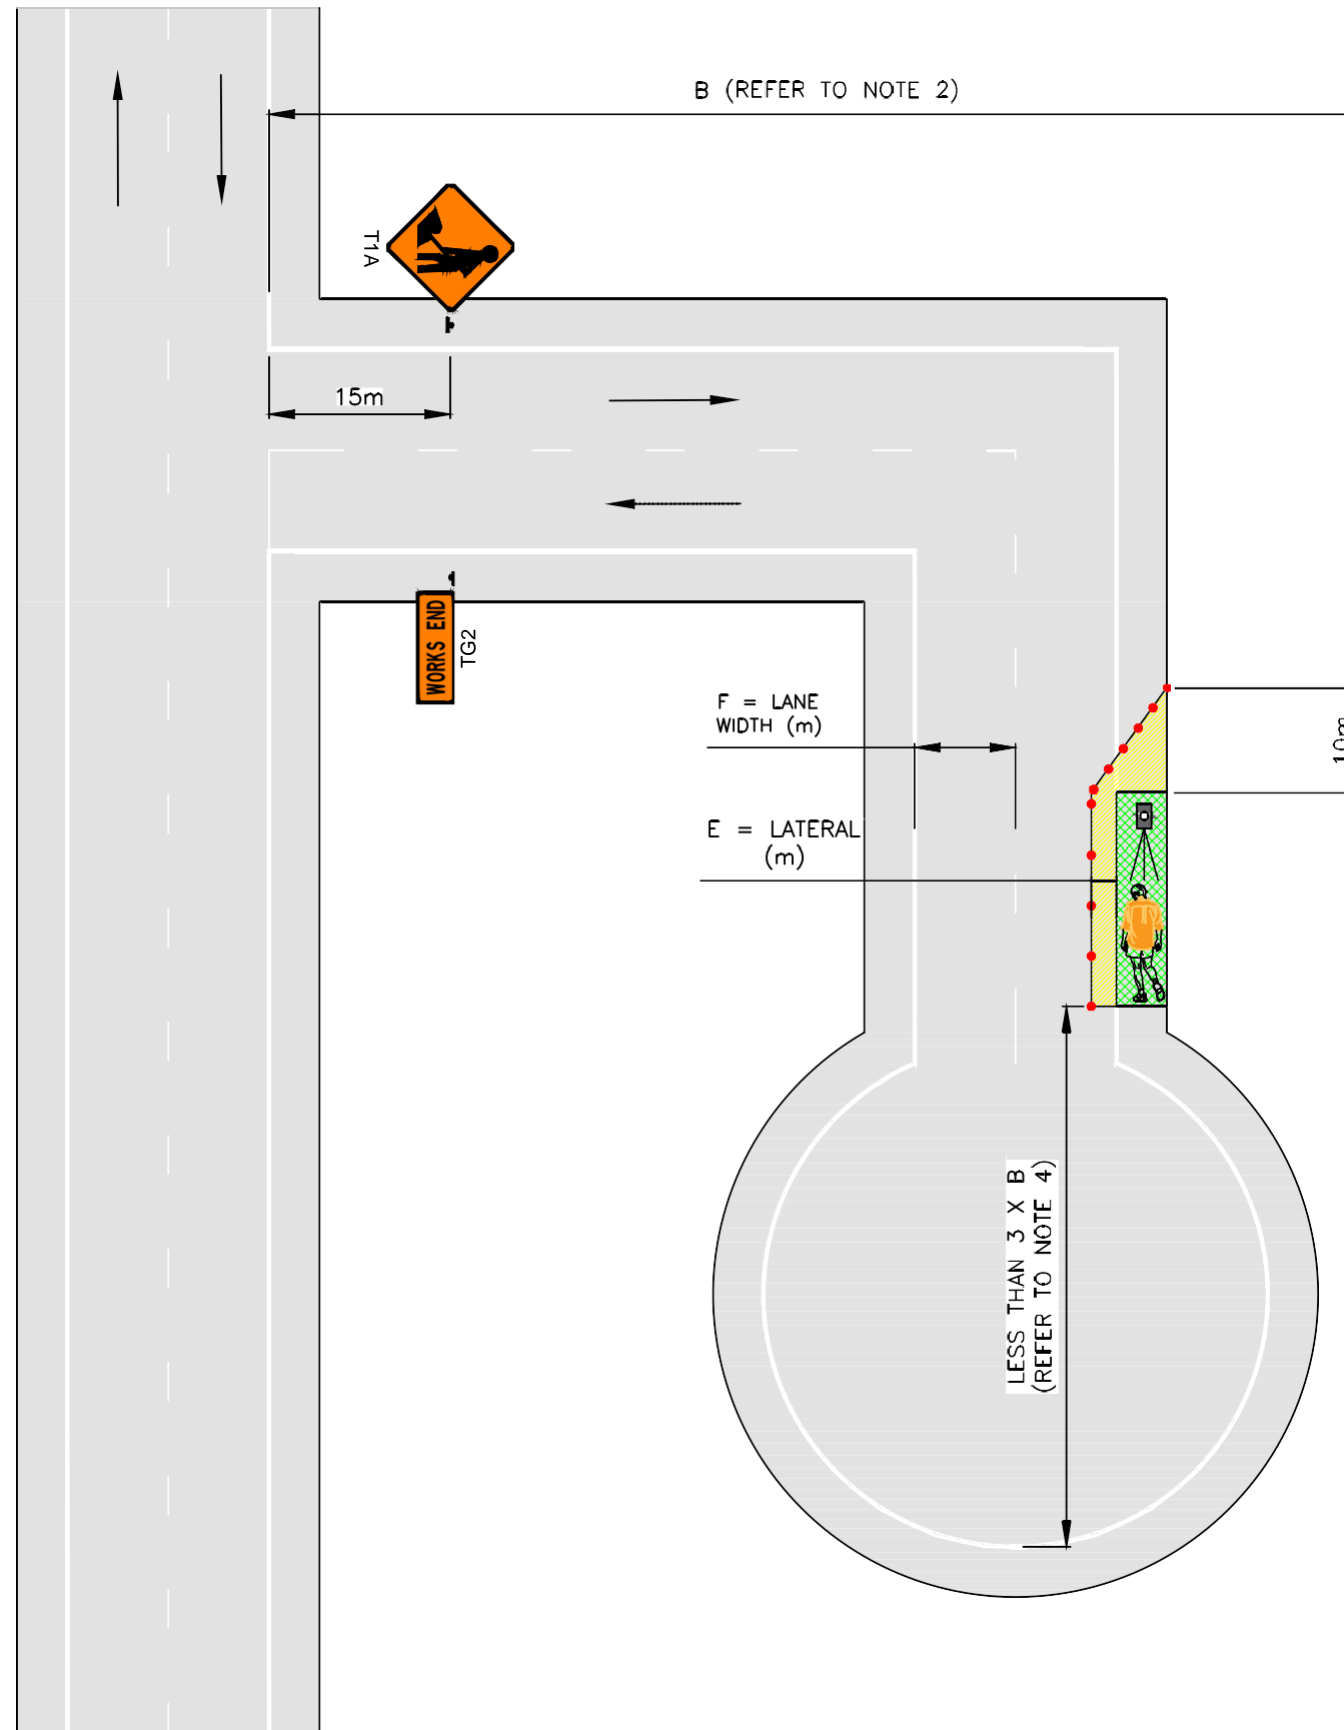 B (REFER TO NOTE 2)
T1A
15m
WORKS END
TG2
F = LANE
WIDTH (m)
10m
E = LATERAL
(m)
LESS THAN 3 X B
(REFER TO NOTE 4)